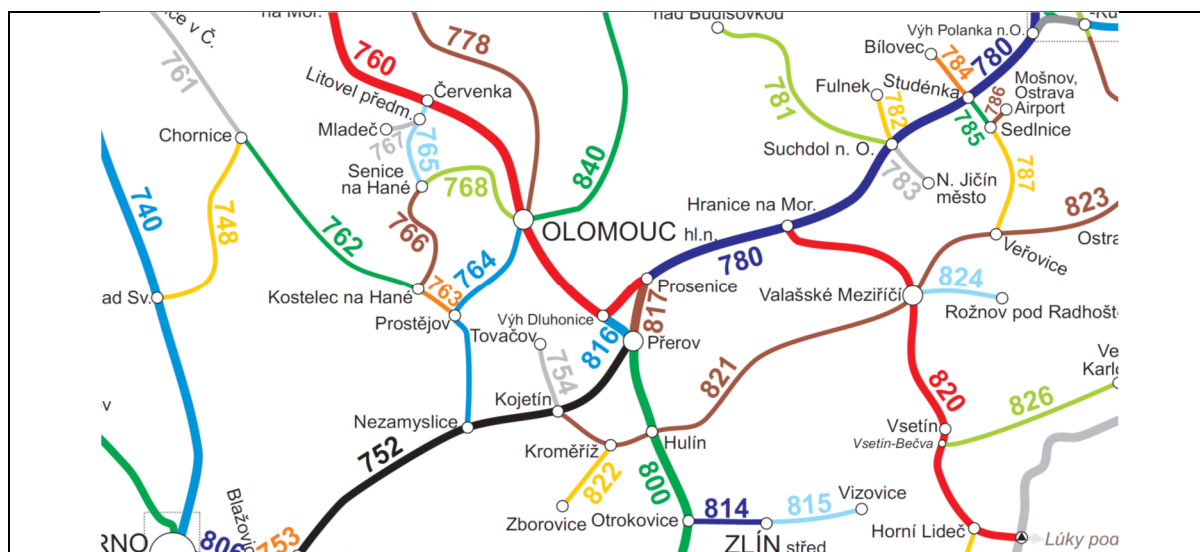 ice v Č.
na Mor.
778
nad Budišovkou
Výh Polanka n.O.
Bílovec
784
780
760
761
Litovel předm.
Červenka
781
Fulnek
782
Studénka
786
Mošnov,
Ostrava
Airport
Chornice
Mladeč
767
765
785
Sedlnice
840
Suchdol n. O.
783
787
Senice
na Hané
768
N. Jičín
město
740
748
762
766
Hranice na Mor.
823
OLOMOUC hl.n.
Ostra
764
780
Veřovice
763
Prosenice
824
ad Sv.
Kostelec na Hané
Valašské Meziříčí
Rožnov pod Radhošt
Prostějov
Výh Dluhonice
817
Tovačov
816
Přerov
754
821
Ve
Karlo
820
826
Kojetín
ov
Nezamyslice
Vsetín
Vsetín-Bečva
752
Kroměříž
Hulín
822
800
Blažovi
Zborovice
Otrokovice
814
815
Vizovice
Horní Lideč
RNO
806
753
ZLÍN střed
Lúky pod